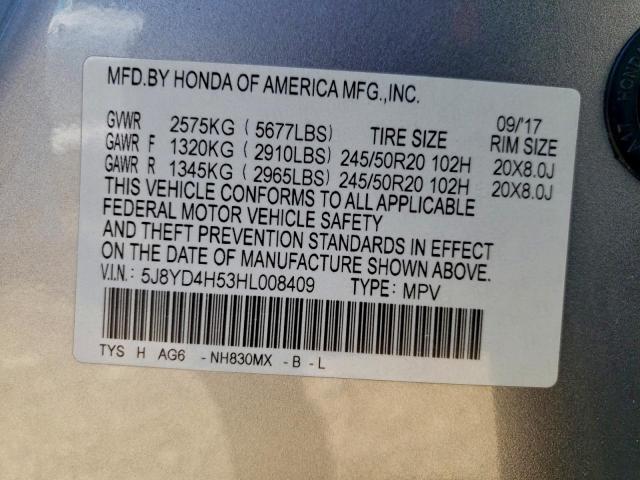 MFD.BY HONDA OF AMERICA MFG.,INC.
09/'17
GVWR 2575KG (5677LBS) TIRE SIZE RIM SIZE
GAWR F 1320KG (2910LBS) 245/50R20 102H 20X8.0J
GAWR R 1345KG (2965LBS) 245/50R20 102H 20X8.0J
THIS VEHICLE CONFORMS TO ALL APPLICABLE
FEDERAL MOTOR VEHICLE SAFETY
AND THEFT PREVENTION STANDARDS IN EFFECT
ON THE DATE OF MANUFACTURE SHOWN ABOVE.
V.I.N.: 5J8YD4H53HL008409 TYPE: MPV
TYS H AG6 -NH830MX -B -L